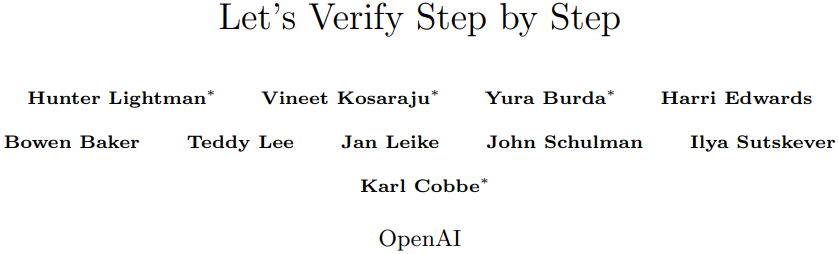 Let's Verify Step by Step
Hunter Lightman* Vineet Kosaraju* Yura Burda* Harri Edwards
Bowen Baker Teddy Lee Jan Leike John Schulman Ilya Sutskever
Karl Cobbe*
OpenAI